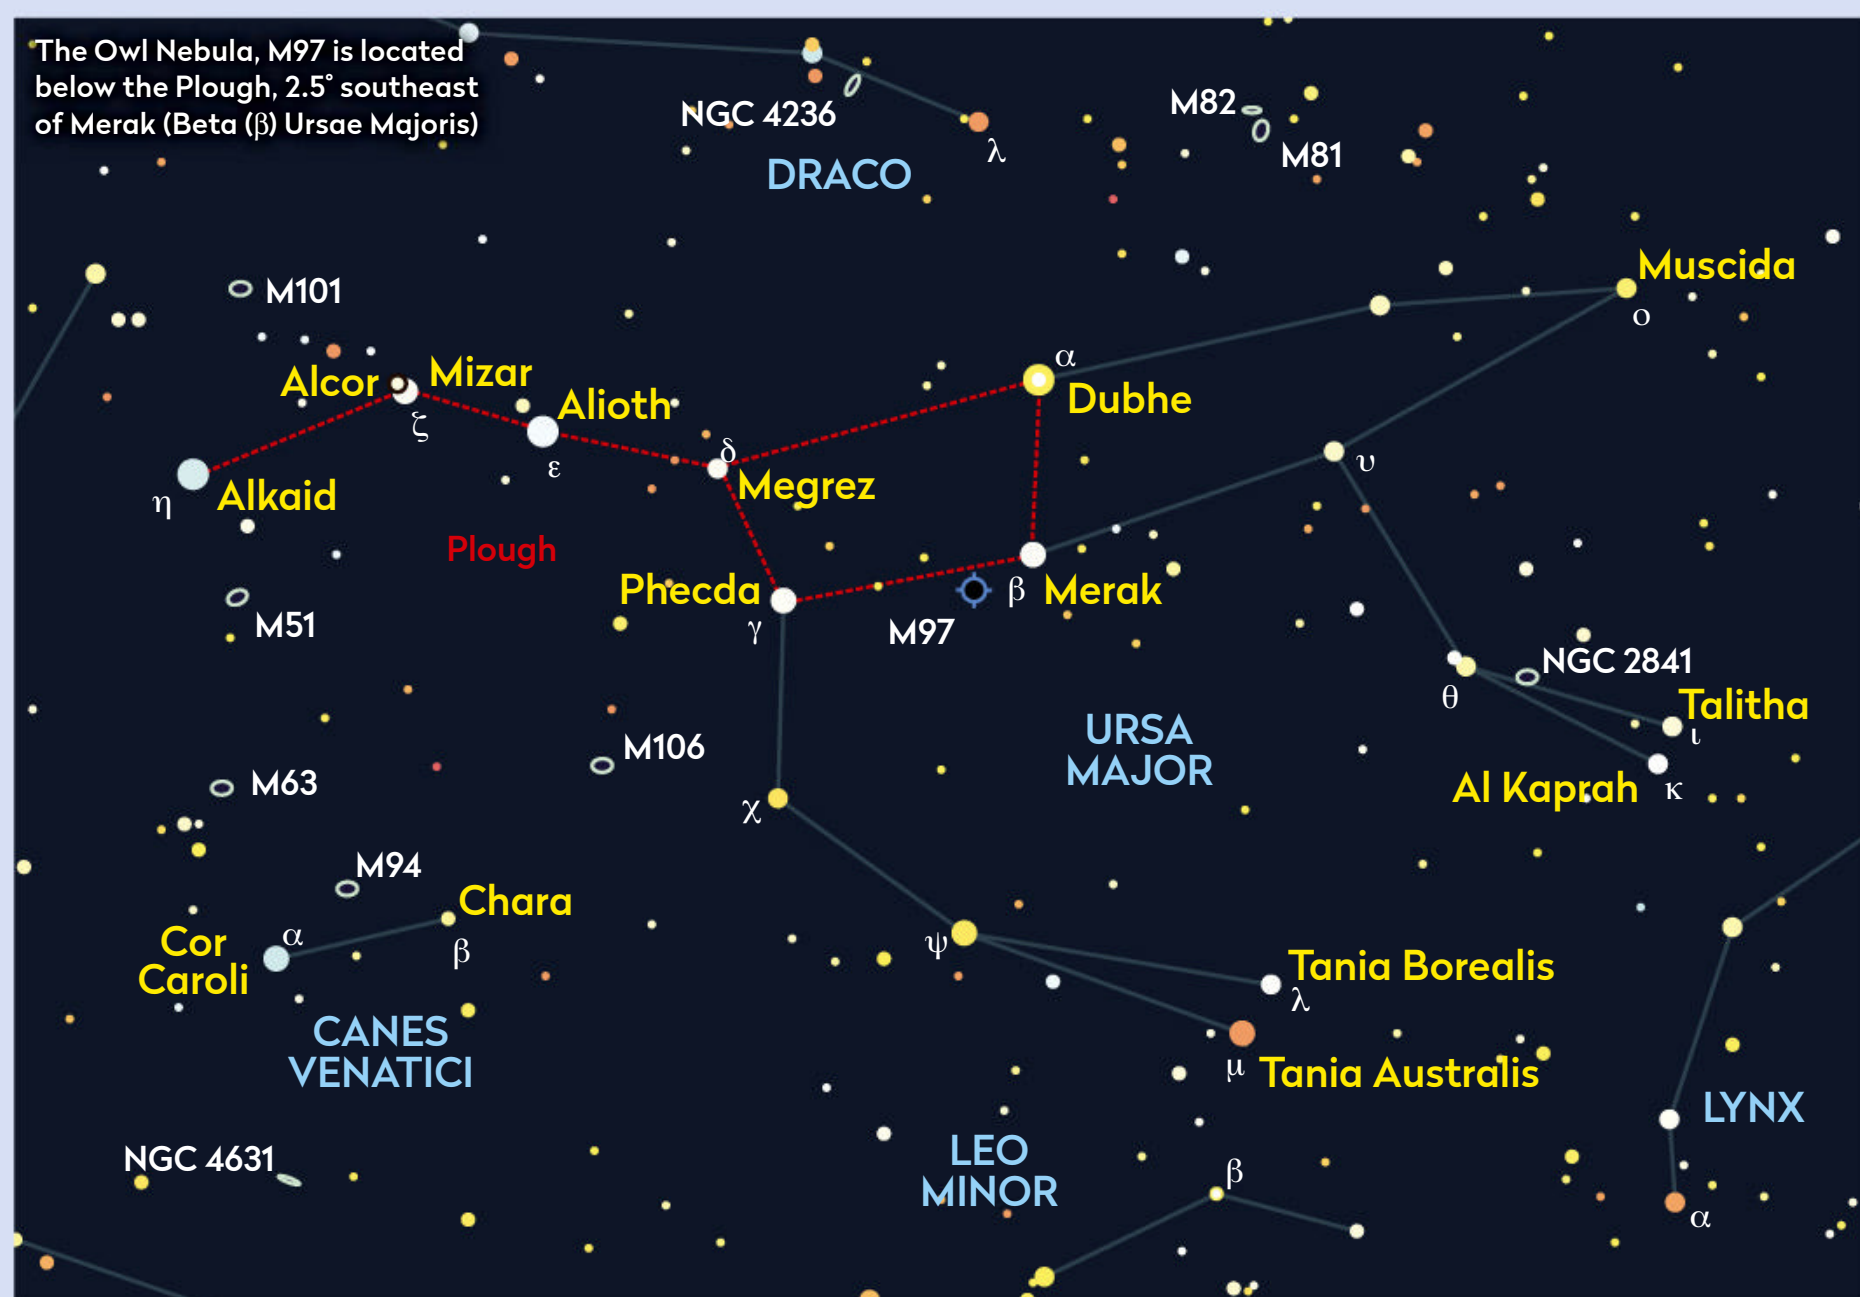 The Owl Nebula, M97 is located
below the Plough, 2.5° southeast
of Merak (Beta (β) Ursae Majoris)
NGC 4236
λ
DRACO
M82
M81
Muscida
ο
M101
Alcor
Mizar
ζ
Alioth
ε
α
Dubhe
δ
Megrez
η
Alkaid
υ
Plough
Phecda
γ
β
Merak
M97
M51
NGC 2841
θ
Talitha
ι
Al Kaprah
κ
URSA
MAJOR
M106
M63
χ
M94
Chara
β
Cor
Caroli
α
ψ
Tania Borealis
λ
μ
Tania Australis
CANES
VENATICI
LYNX
α
LEO
MINOR
β
NGC 4631